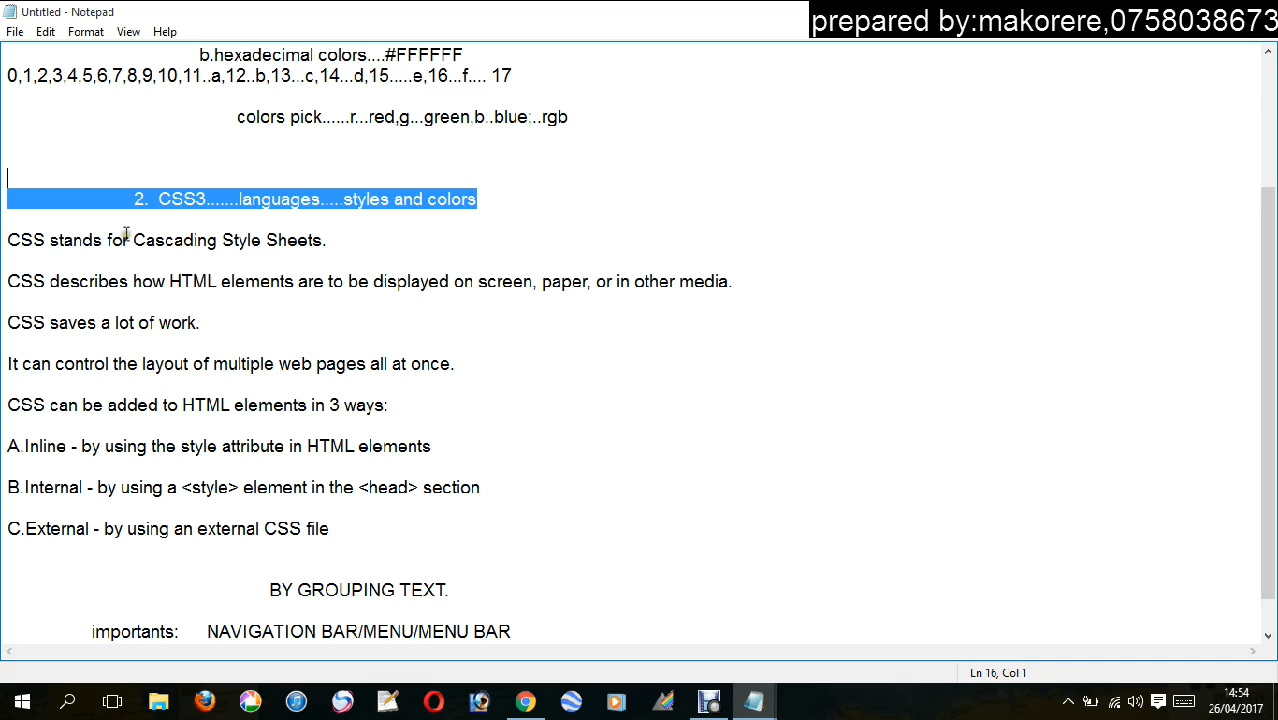 Untitled - Notepad
prepared by:makorere,0758038673
File Edit Format View Help
b.hexadecimal colors....#FFFFFF
0,1,2,3.4.5,6,7,8,9,10,11..a,12..b,13...c,14...d,15.....e,16...f.... 17
colors pick......r...red,g...green,b..blue;..rgb
2. CSS3.......languages.....styles and colors
CSS stands for Cascading Style Sheets.
CSS describes how HTML elements are to be displayed on screen, paper, or in other media.
CSS saves a lot of work.
It can control the layout of multiple web pages all at once.
CSS can be added to HTML elements in 3 ways:
A.Inline - by using the style attribute in HTML elements
B.Internal - by using a <style> element in the <head> section
C.External - by using an external CSS file
BY GROUPING TEXT.
importants: NAVIGATION BAR/MENU/MENU BAR
Ln 16, Col 1
14:54
26/04/2017